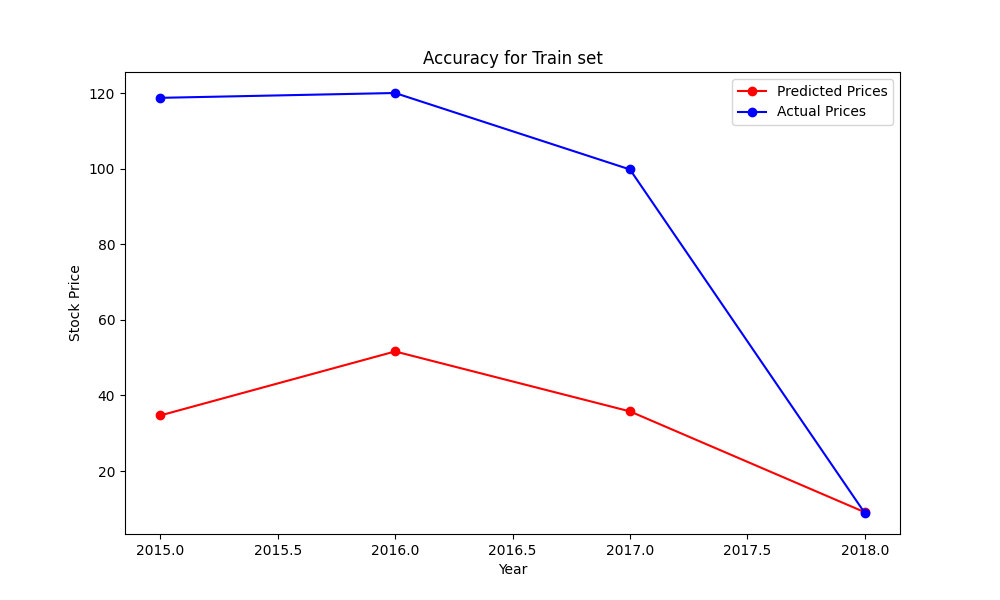 Accuracy for Train set
Predicted Prices
Actual Prices
120
100
80
60
40
20
Stock Price
2015.0 2015.5 2016.0 2016.5 2017.0 2017.5 2018.0
Year